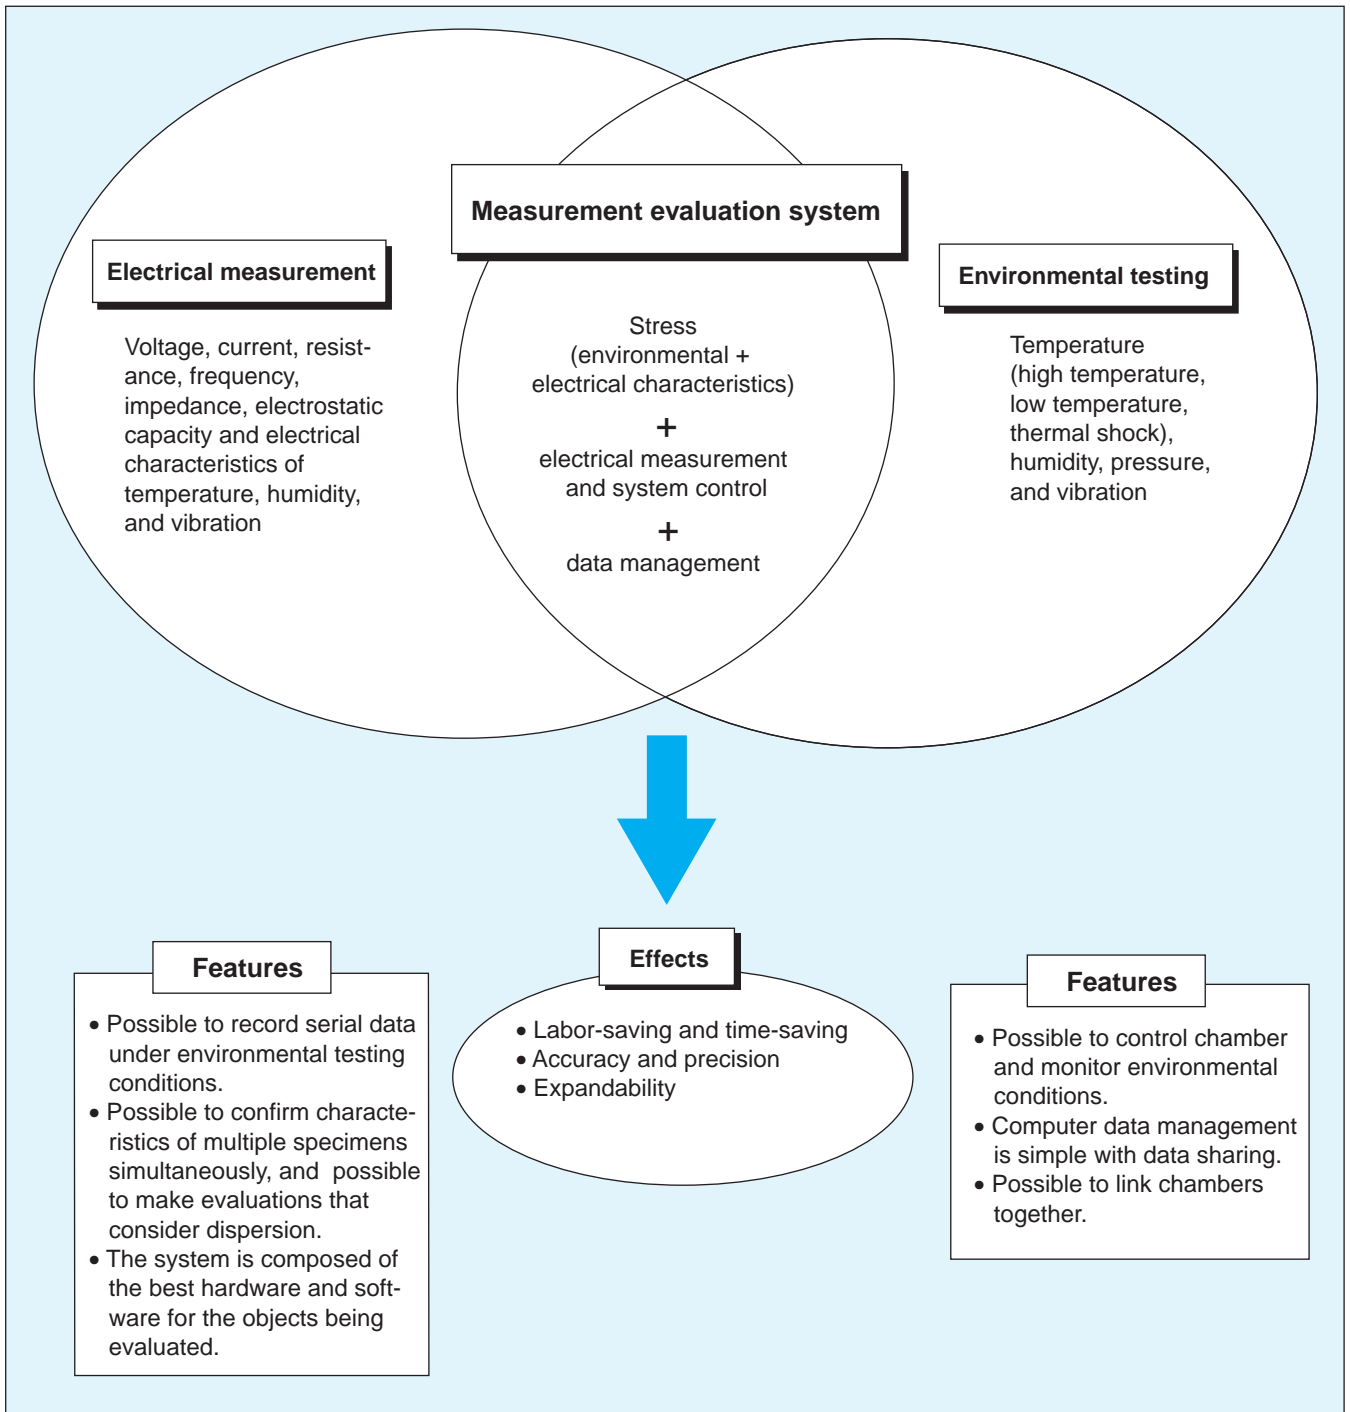 Measurement evaluation system
Electrical measurement
Voltage, current, resist-
ance, frequency,
impedance, electrostatic
capacity and electrical
characteristics of
temperature, humidity,
and vibration
Stress
(environmental +
electrical characteristics)
+
electrical measurement
and system control
+
data management
Environmental testing
Temperature
(high temperature,
low temperature,
thermal shock),
humidity, pressure,
and vibration
Features
• Possible to record serial data
under environmental testing
conditions.
• Possible to confirm characte-
ristics of multiple specimens
simultaneously, and  possible
to make evaluations that
consider dispersion.
• The system is composed of
the best hardware and soft-
ware for the objects being
evaluated.
Effects
• Labor-saving and time-saving
• Accuracy and precision
• Expandability
Features
• Possible to control chamber
and monitor environmental
conditions.
• Computer data management
is simple with data sharing.
• Possible to link chambers
together.